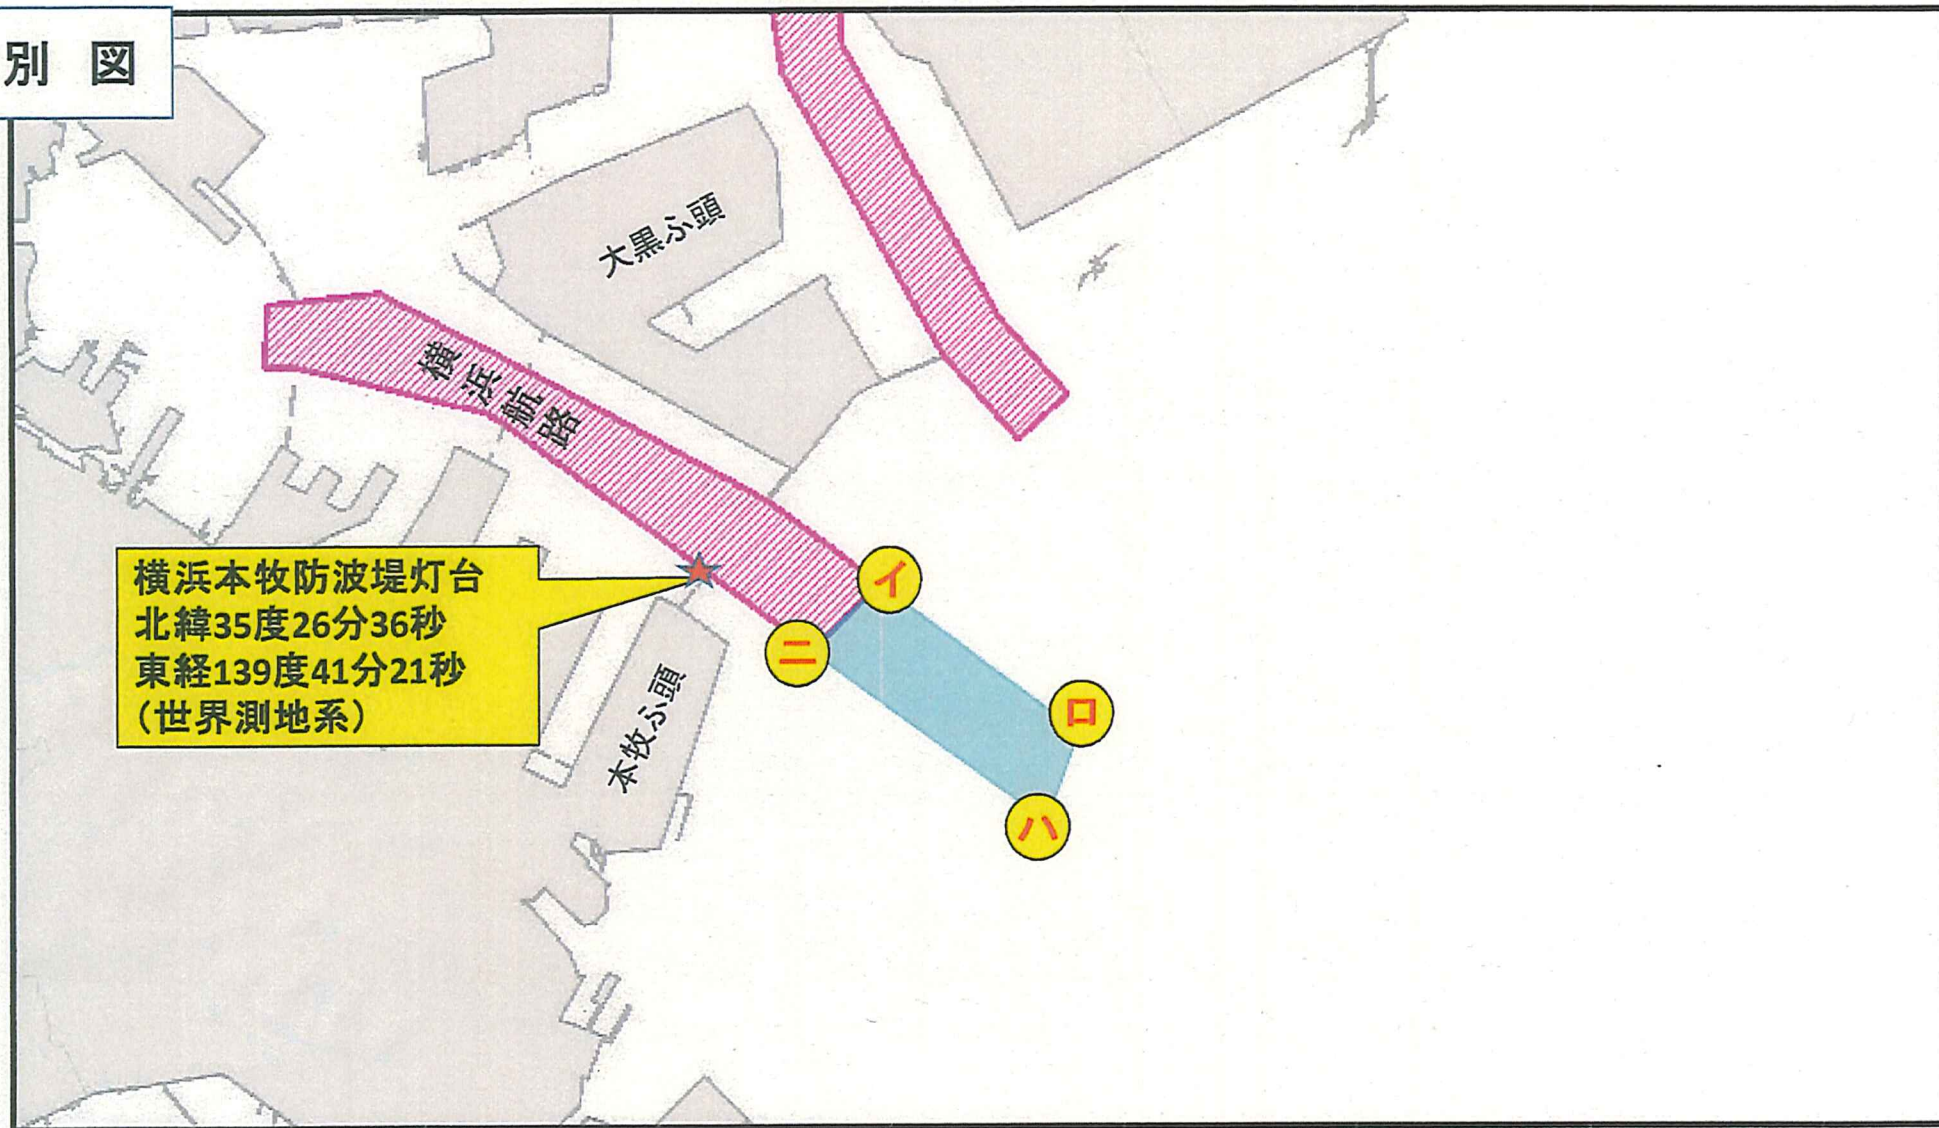 別 図
大黒ふ頭
横浜航路
横浜本牧防波堤灯台
北緯35度26分36秒
東経139度41分21秒
(世界測地系)
イ
ニ
ロ
ハ
本牧ふ頭